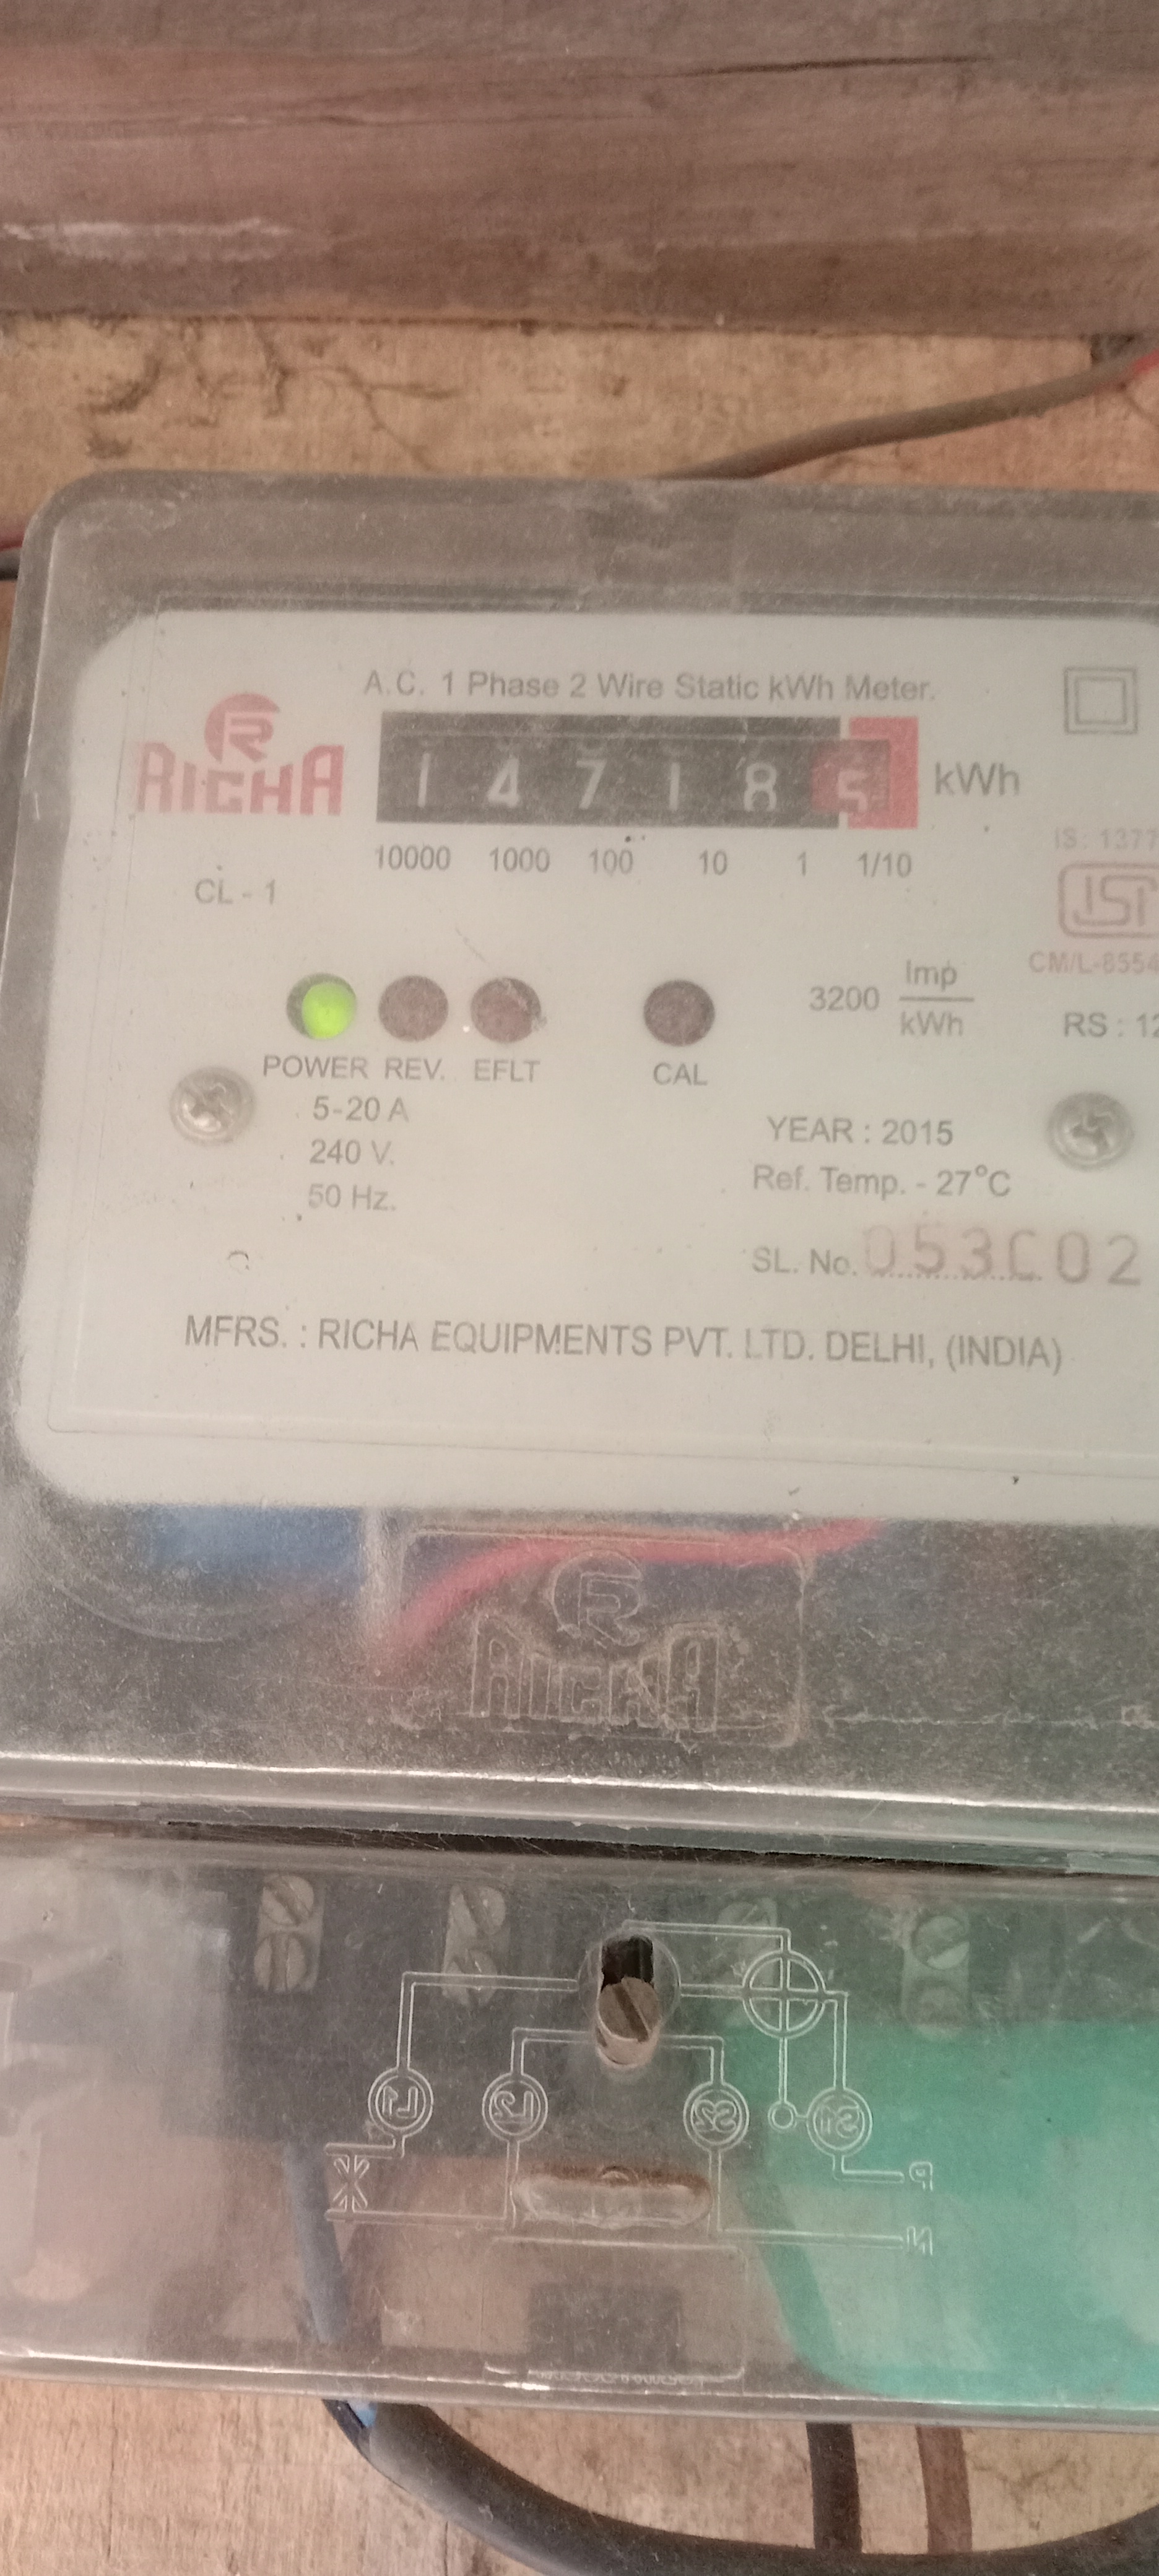 A.C. 1 Phase 2 Wire Static kWh Meter.
R
RICHA
1 4 7 1 8 5 kWh
10000 1000 100 10 1 1/10
IS: 1377
CL - 1
ISI
CM/L-8554
3200 Imp/kWh
RS : 12
POWER REV. EFLT CAL
5-20 A
240 V.
50 Hz.
YEAR : 2015
Ref. Temp. - 27°C
SL. No. 053C02
MFRS. : RICHA EQUIPMENTS PVT. LTD. DELHI, (INDIA)
R
RICHA
L1 L2 S2 S1
P
N